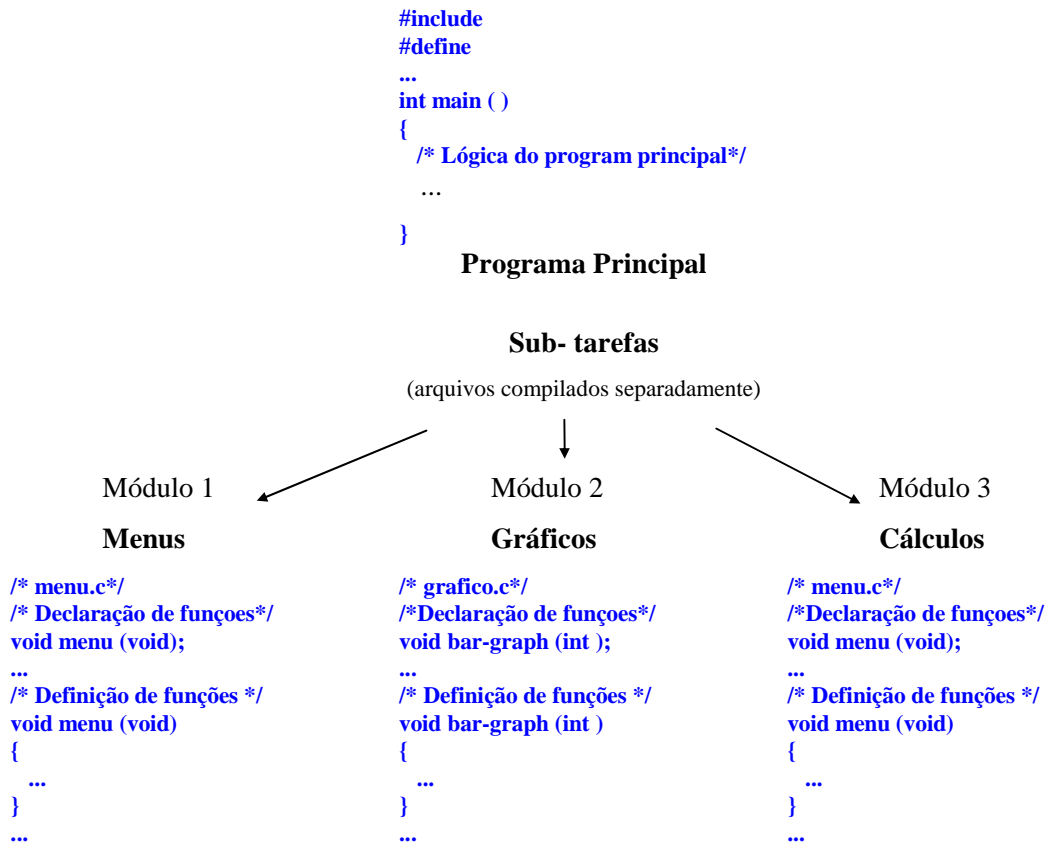 #include
#define
...
int main ( )
{
/* Lógica do program principal*/
...
}
Programa Principal
Sub- tarefas
(arquivos compilados separadamente)
Módulo 1
Menus
/* menu.c*/
/* Declaração de funçoes*/
void menu (void);
...
/* Definição de funções */
void menu (void)
{
...
}
...
Módulo 2
Gráficos
/* grafico.c*/
/*Declaração de funçoes*/
void bar-graph (int );
...
/* Definição de funções */
void bar-graph (int )
{
...
}
...
Módulo 3
Cálculos
/* menu.c*/
/*Declaração de funçoes*/
void menu (void);
...
/* Definição de funções */
void menu (void)
{
...
}
...